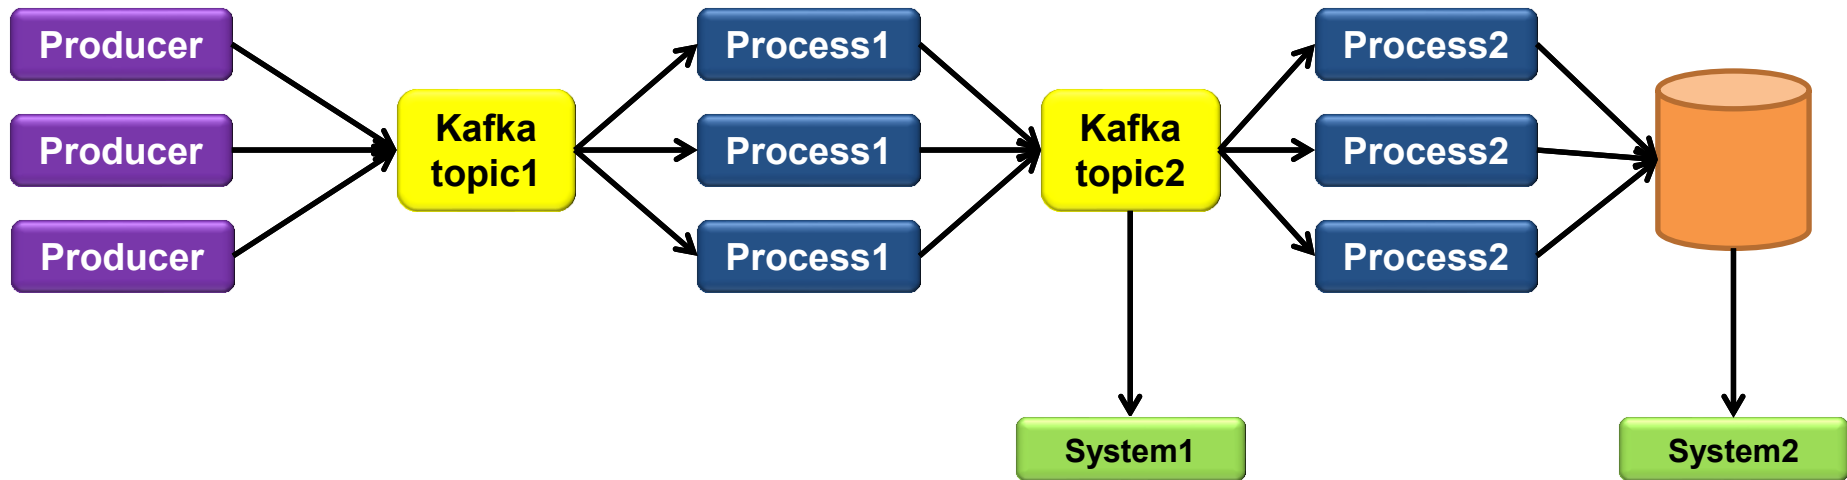 Producer
Process1
Process2
Kafka
topic1
Kafka
topic2
Producer
Process1
Process2
Producer
Process1
Process2
System1
System2